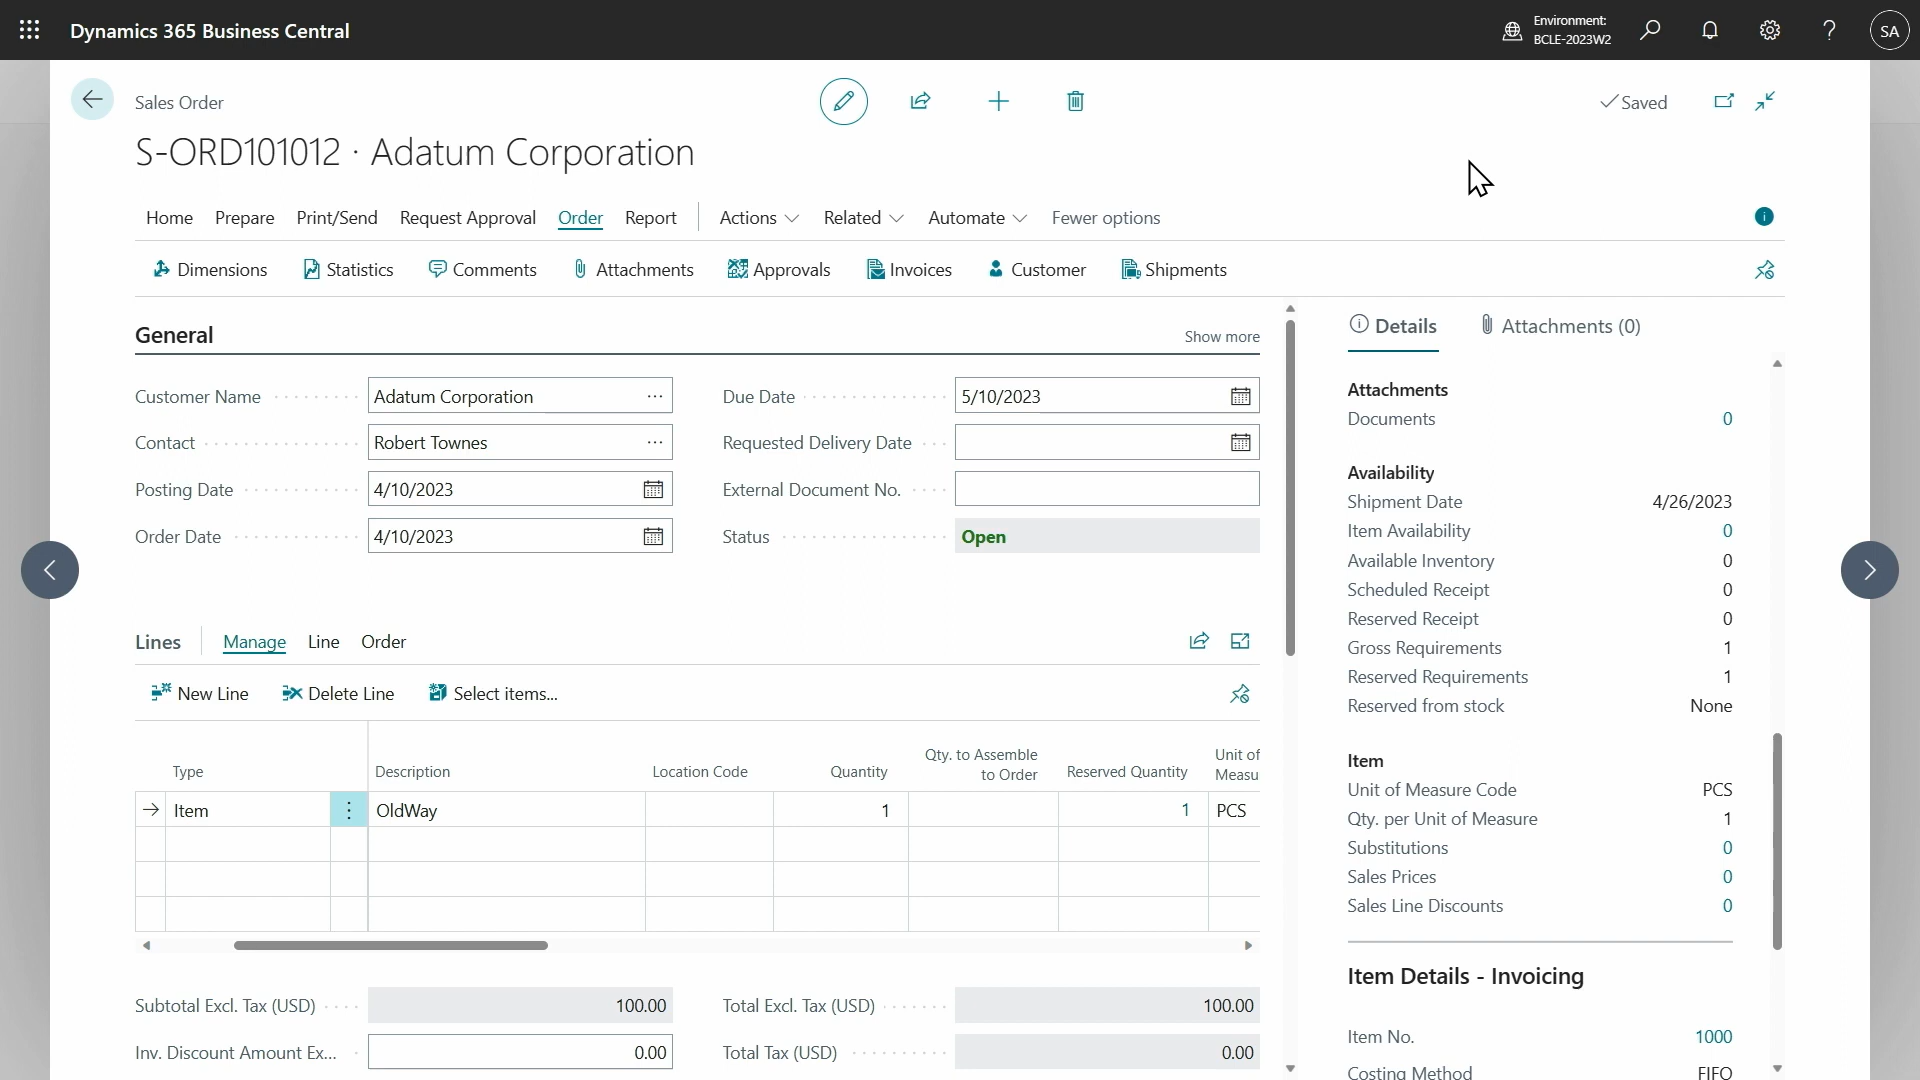 Dynamics 365 Business Central
Environment:
BCLE-2023W2
?
SA
Sales Order
Saved
S-ORD101012 · Adatum Corporation
Home Prepare Print/Send Request Approval Order Report Actions Related Automate Fewer options
Dimensions Statistics Comments Attachments Approvals Invoices Customer Shipments
General
Show more
Customer Name Adatum Corporation ...
Due Date 5/10/2023
Contact Robert Townes ...
Requested Delivery Date
Posting Date 4/10/2023
External Document No.
Order Date 4/10/2023
Status Open
Lines Manage Line Order
New Line Delete Line Select items...
Type Description Location Code Quantity
Qty. to Assemble
to Order
Reserved Quantity
Unit of
Measu
Item OldWay 1 1 PCS
Subtotal Excl. Tax (USD) 100.00
Total Excl. Tax (USD) 100.00
Inv. Discount Amount Ex... 0.00
Total Tax (USD) 0.00
Details Attachments (0)
Attachments
Documents 0
Availability
Shipment Date 4/26/2023
Item Availability 0
Available Inventory 0
Scheduled Receipt 0
Reserved Receipt 0
Gross Requirements 1
Reserved Requirements 1
Reserved from stock None
Item
Unit of Measure Code PCS
Qty. per Unit of Measure 1
Substitutions 0
Sales Prices 0
Sales Line Discounts 0
Item Details - Invoicing
Item No. 1000
Costing Method FIFO